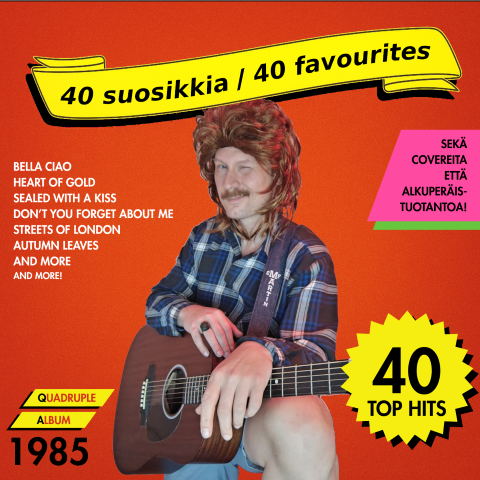 40 suosikkia / 40 favourites
SEKÄ
COVEREITA
ETTÄ
ALKUPERÄIS-
TUOTANTOA!
BELLA CIAO
HEART OF GOLD
SEALED WITH A KISS
DON'T YOU FORGET ABOUT ME
STREETS OF LONDON
AUTUMN LEAVES
AND MORE
AND MORE!
MARTIN
40
TOP HITS
QUADRUPLE
ALBUM
1985